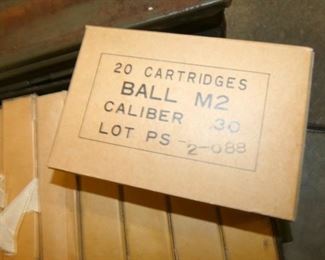 20 CARTRIDGES
BALL M2
CALIBER .30
LOT PS -2-088